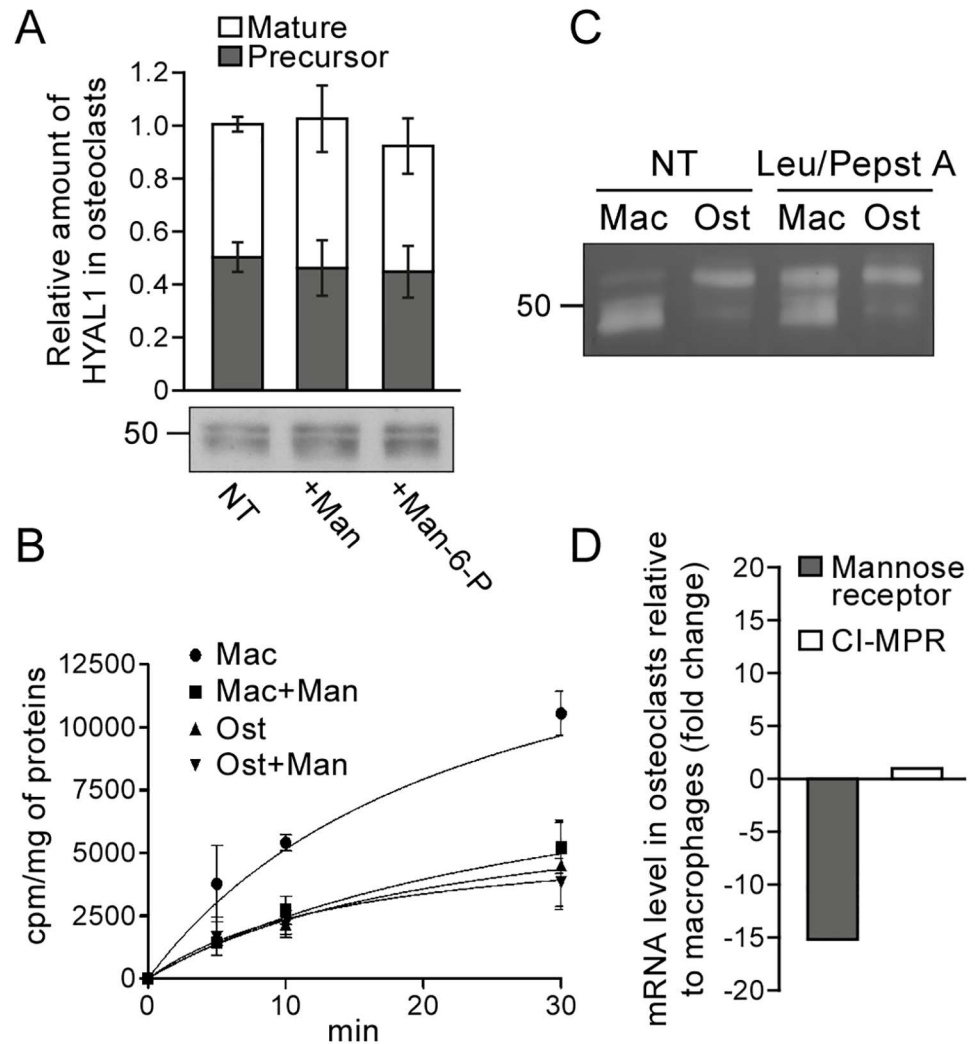 A
Mature
Precursor
Relative amount of
HYAL1 in osteoclasts
1.2
1.0
0.8
0.6
0.4
0.2
0
50
NT
+Man
+Man-6-P
C
NT Leu/Pepst A
Mac Ost Mac Ost
50
B
Mac
Mac+Man
Ost
Ost+Man
cpm/mg of proteins
12500
10000
7500
5000
2500
0
0 10 20 30
min
D
mRNA level in osteoclasts relative
to macrophages (fold change)
Mannose
receptor
CI-MPR
20
15
10
5
0
-5
-10
-15
-20